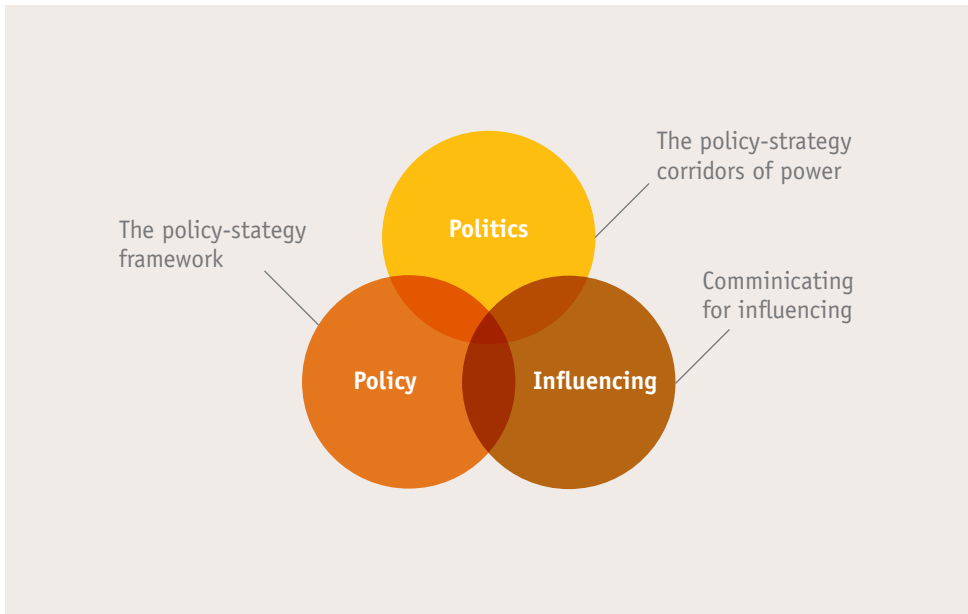 The policy-strategy
corridors of power
Politics
The policy-stategy
framework
Comminicating
for influencing
Policy
Influencing